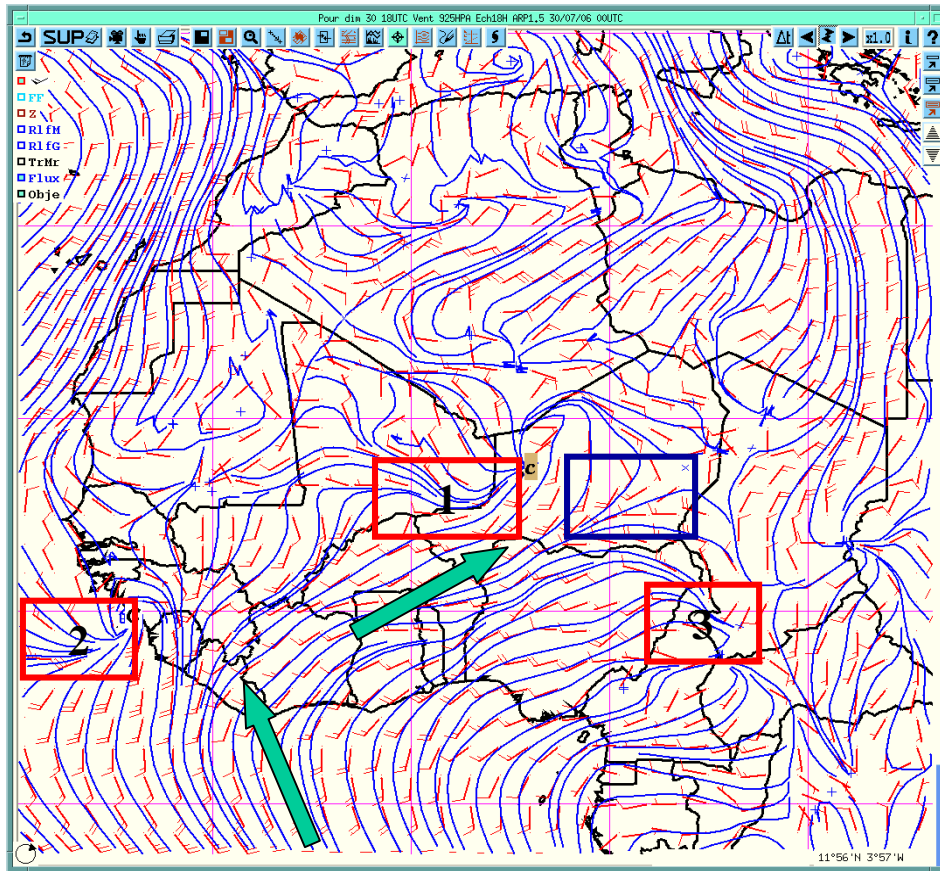 Pour dim 30 18UTC Vent 925HPA Ech18H ARP1.5 30/07/06 00UTC
SUP
Δt
x1.0
i
?
FF
Z
RlfM
RlfG
TrMr
Flux
Obje
c
1
c
2
3
11°56'N 3°57'W